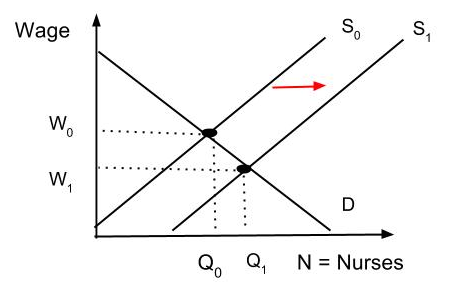 Wage
S₀
S₁
W₀
W₁
D
Q₀
Q₁
N = Nurses